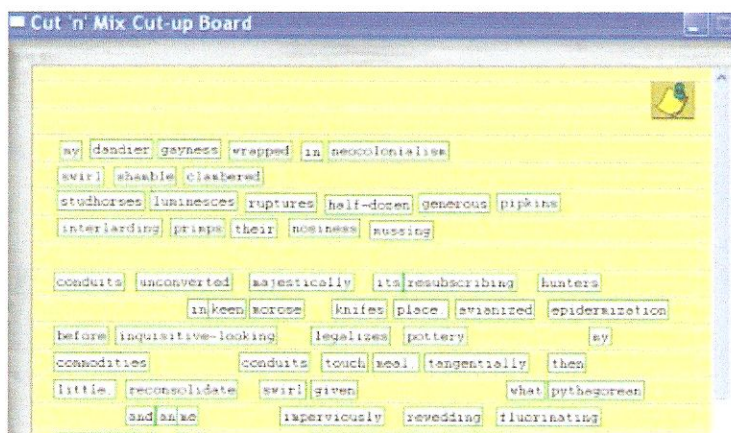 Cut 'n' Mix Cut-up Board
my dandier gayness wrapped in neocolonialism
swirl shamble clambered
studhorses luminesces ruptures half-dozen generous pipkins
interlarding primps their nosiness mussing
conduits unconverted majestically its resubscribing hunters
in keen morose knifes place. avianized epidermization
before inquisitive-looking legalizes pottery my
commodities conduits touch meal. tangentially then
little. reconsolidate swirl given what pythagorean
and an me imperviously rewedding fluorinating